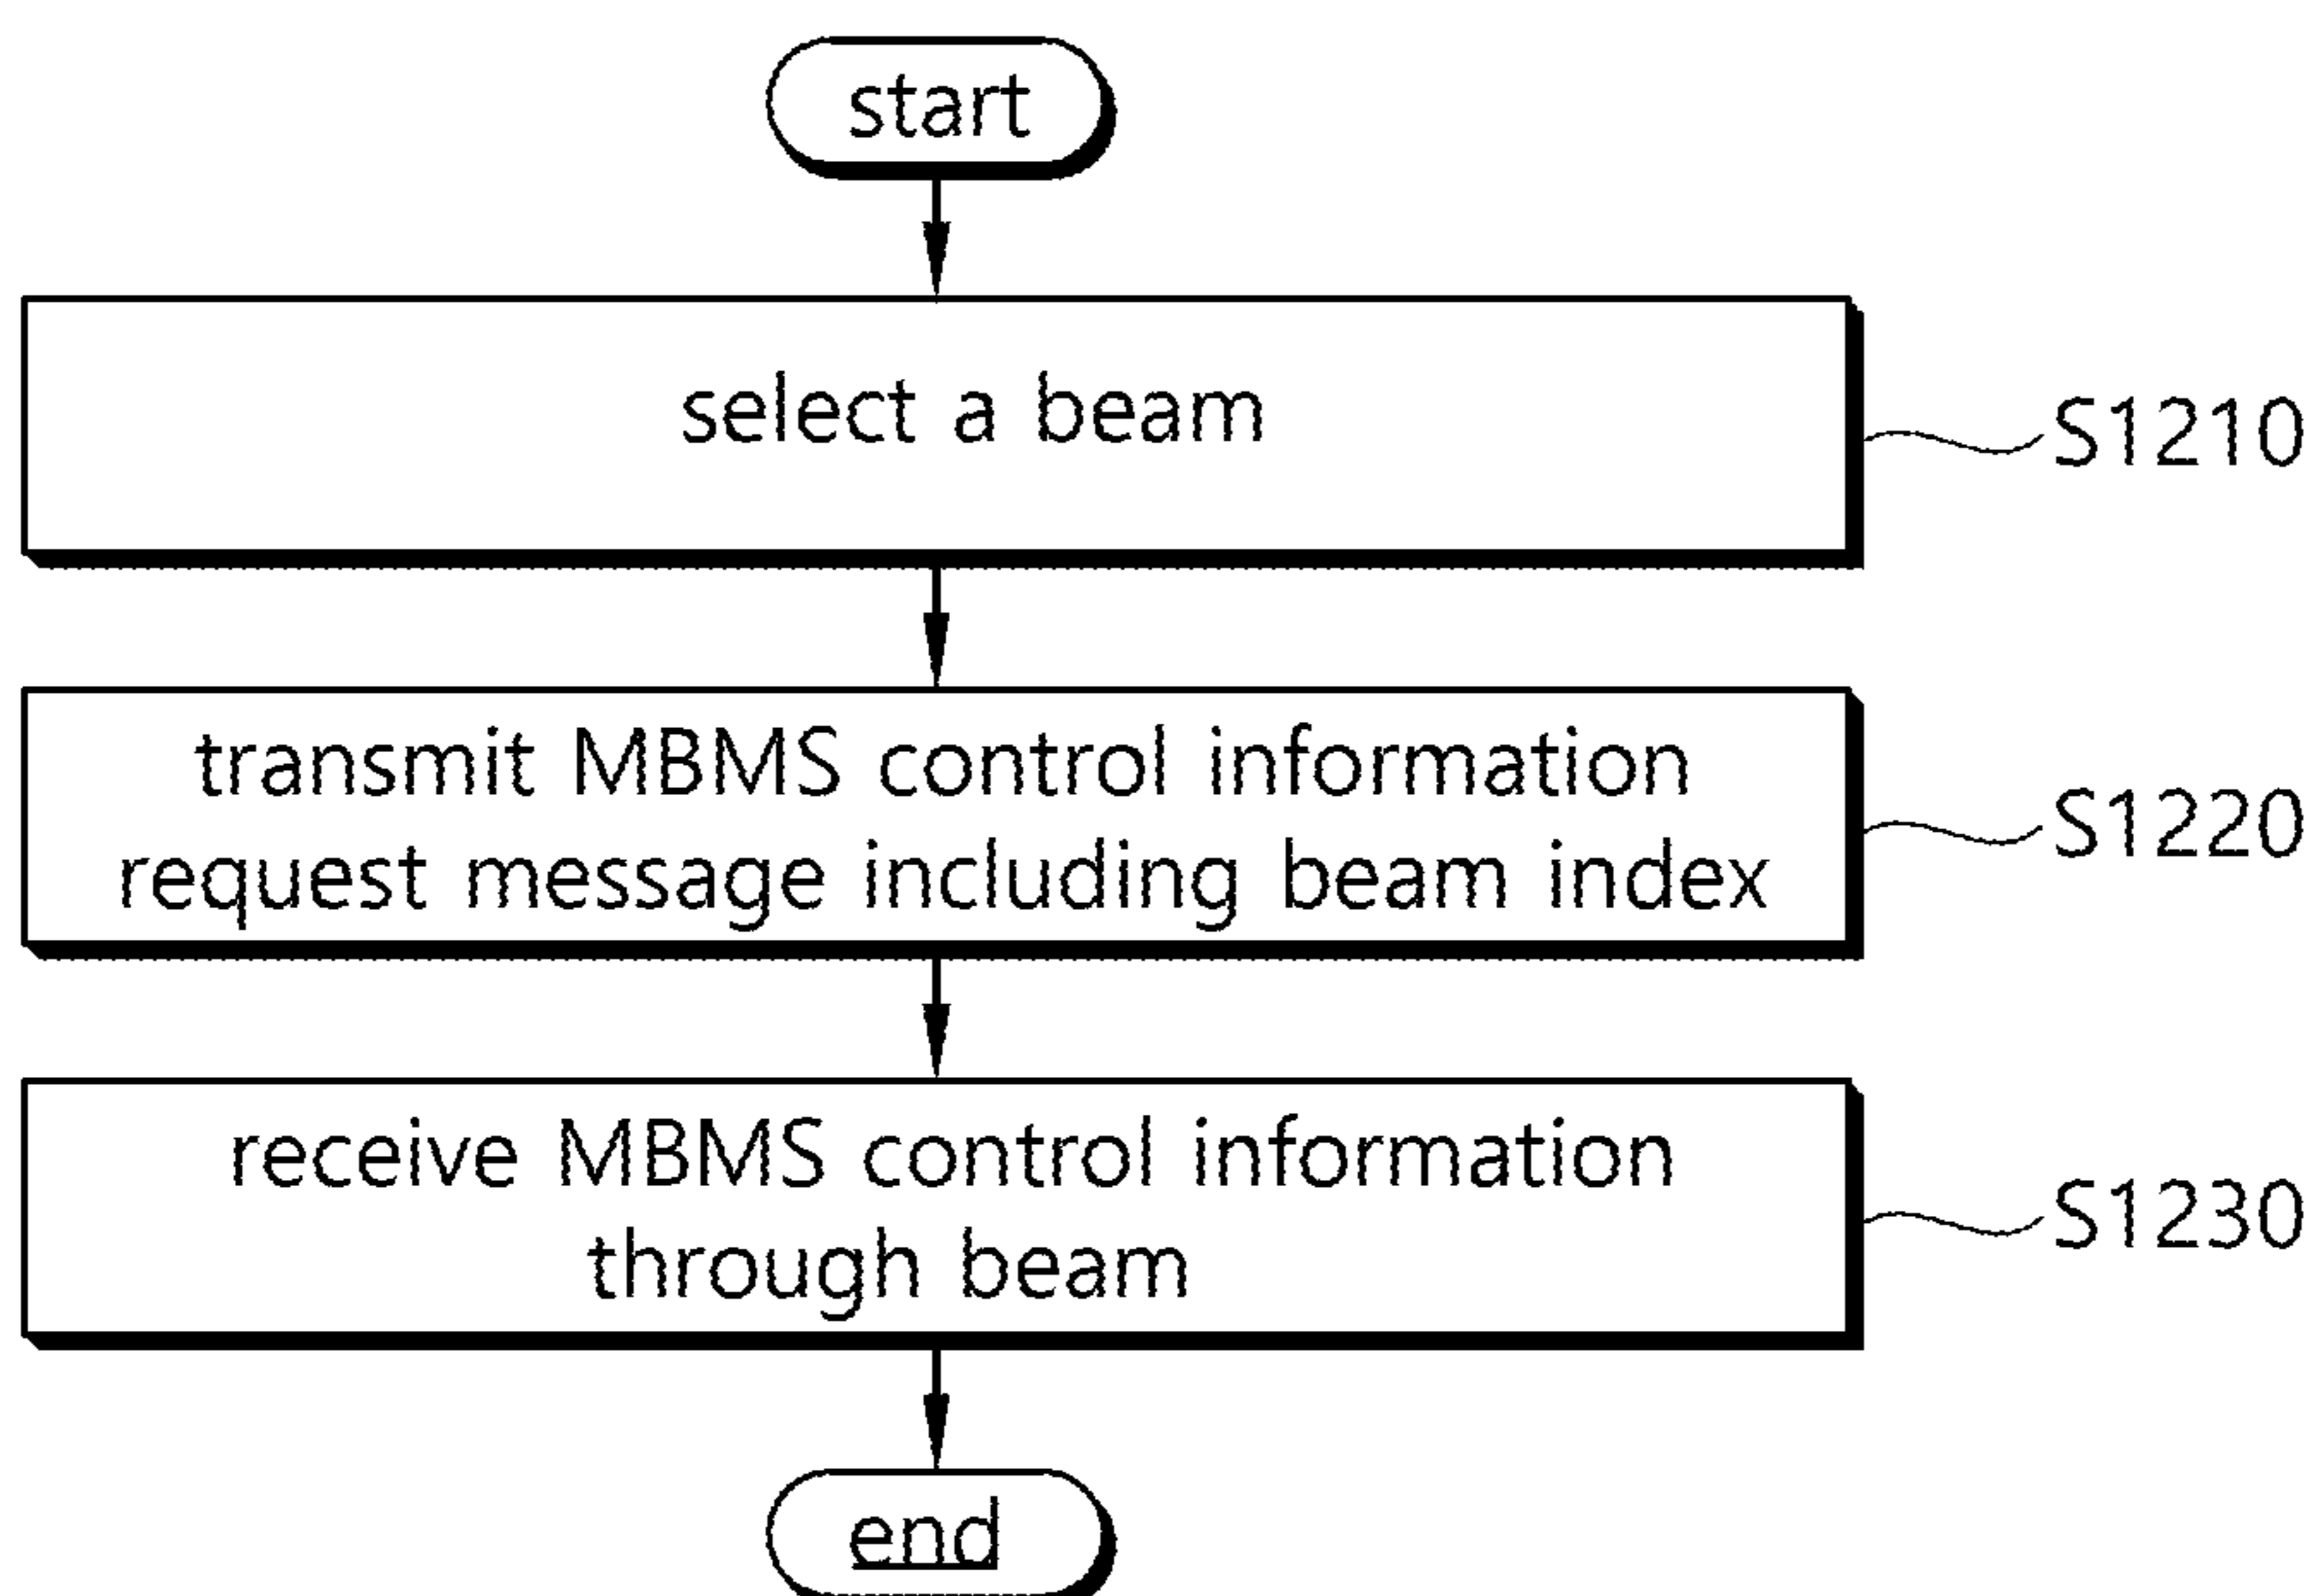 start
select a beam
S1210
transmit MBMS control information
request message including beam index
S1220
receive MBMS control information
through beam
S1230
end